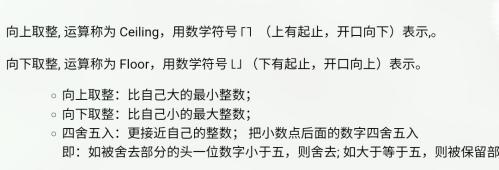 向上取整, 运算称为 Ceiling，用数学符号 ⌈⌉ （上有起止，开口向下）表示,。
向下取整, 运算称为 Floor，用数学符号 ⌊⌋ （下有起止，开口向上）表示。
向上取整：比自己大的最小整数；
向下取整：比自己小的最大整数；
四舍五入：更接近自己的整数； 把小数点后面的数字四舍五入
即：如被舍去部分的头一位数字小于五，则舍去; 如大于等于五，则被保留部